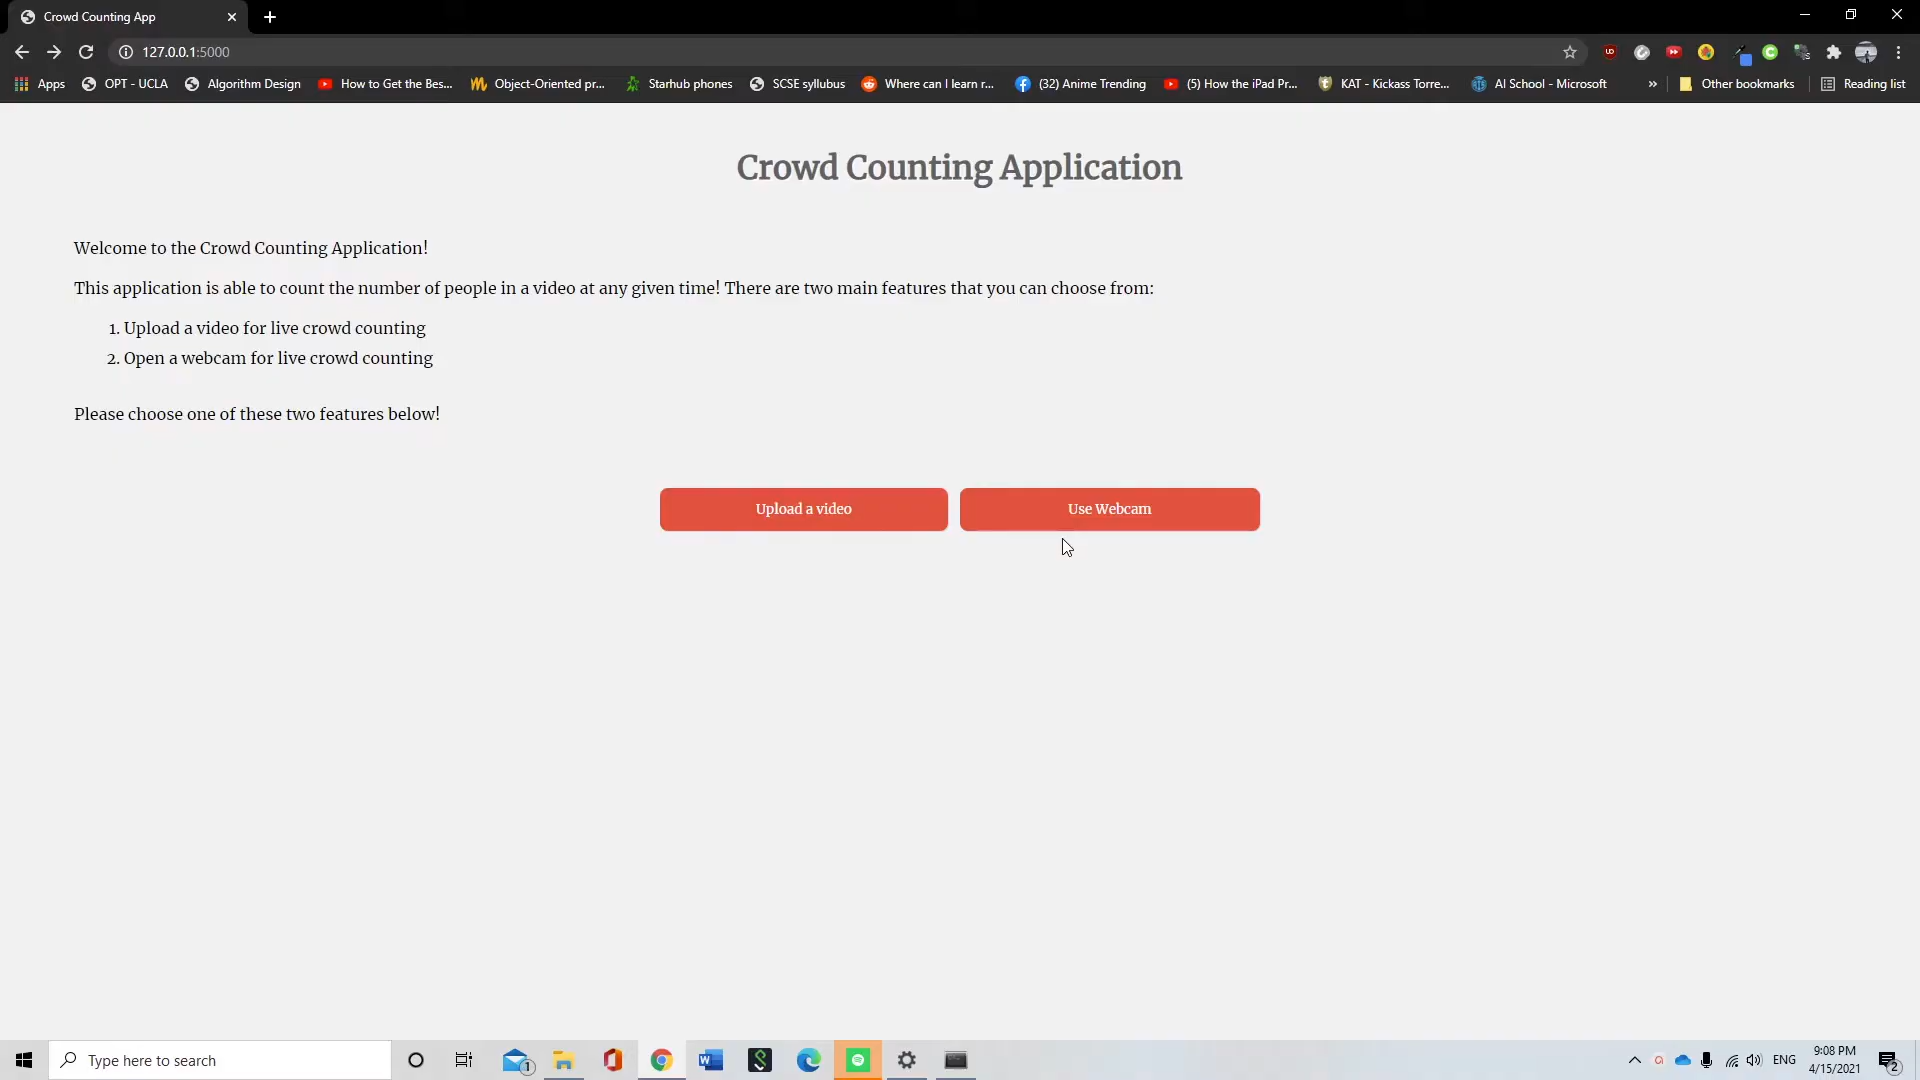 Crowd Counting App
127.0.0.1:5000
Apps
OPT - UCLA
Algorithm Design
How to Get the Bes...
Object-Oriented pr...
Starhub phones
SCSE syllubus
Where can I learn r...
(32) Anime Trending
(5) How the iPad Pr...
KAT - Kickass Torre...
AI School - Microsoft
»
Other bookmarks
Reading list
Crowd Counting Application
Welcome to the Crowd Counting Application!
This application is able to count the number of people in a video at any given time! There are two main features that you can choose from:
1. Upload a video for live crowd counting
2. Open a webcam for live crowd counting
Please choose one of these two features below!
Upload a video
Use Webcam
Type here to search
1
ENG
9:08 PM
4/15/2021
2